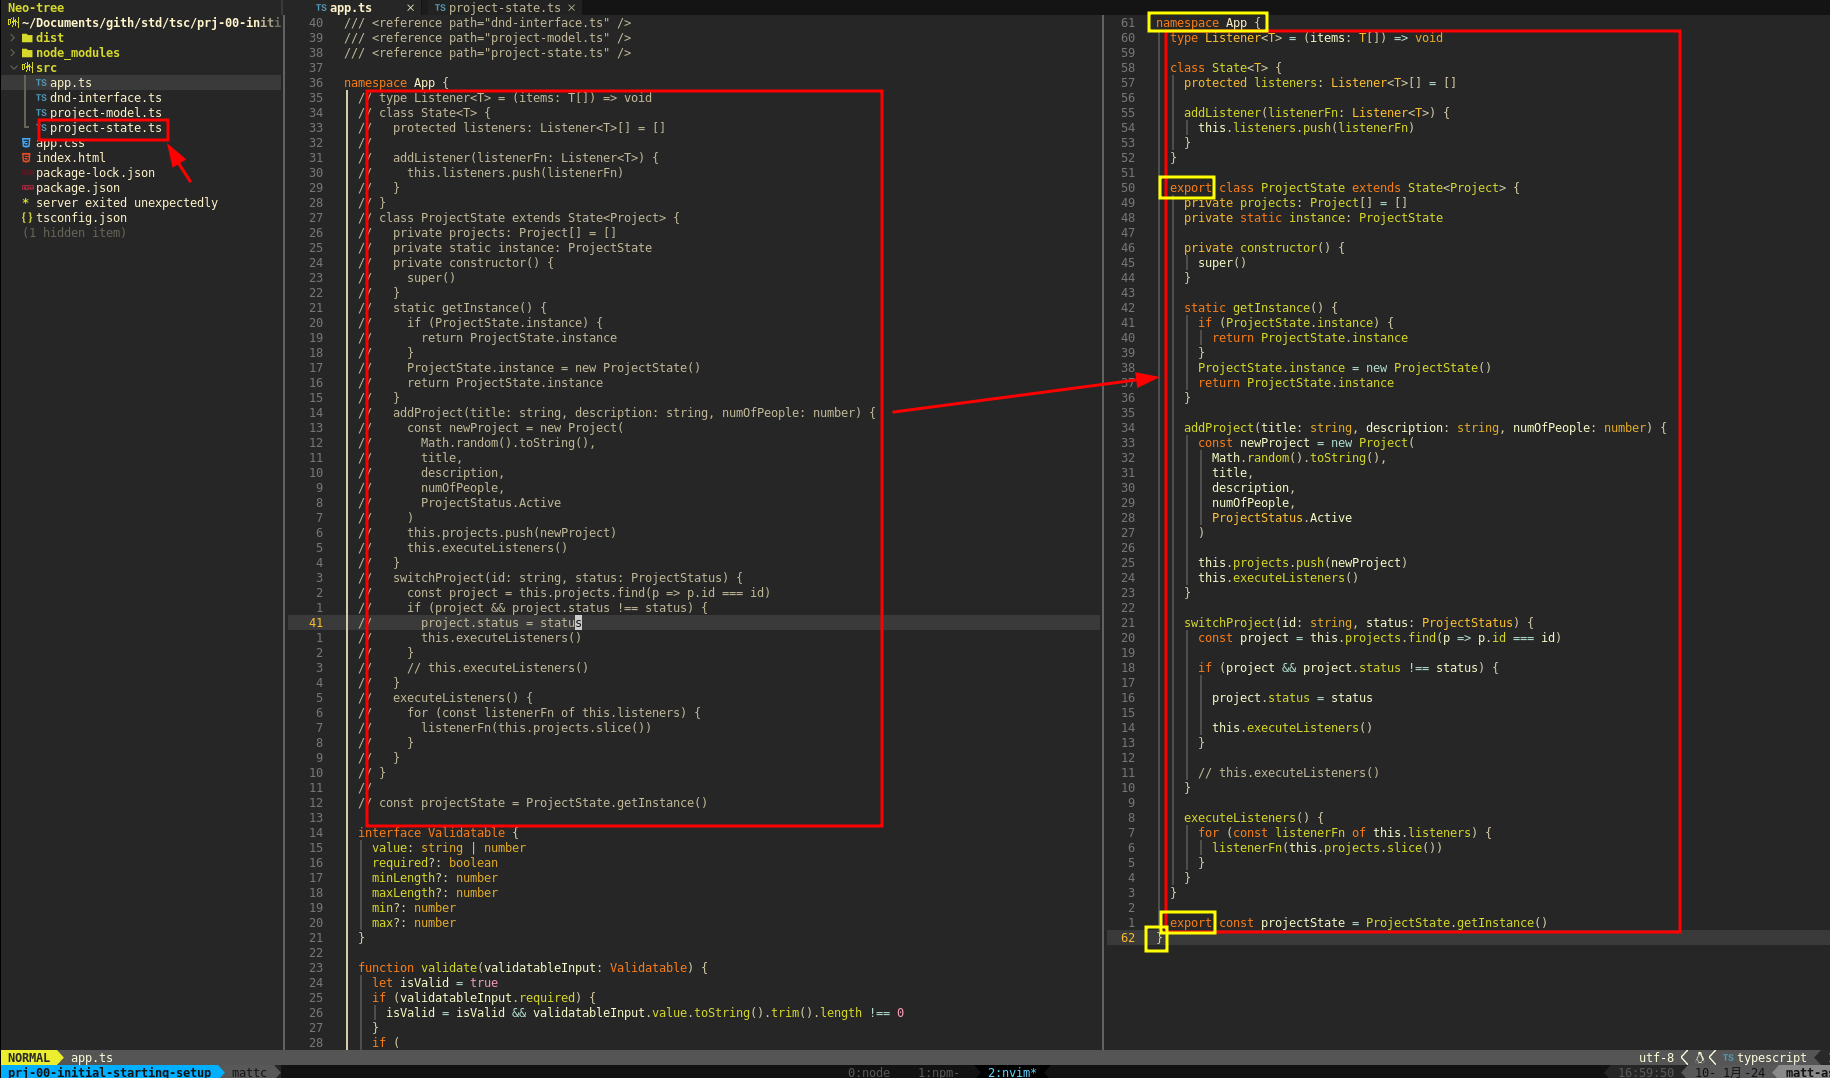 Neo-tree
~/Documents/gith/std/tsc/prj-00-initi
dist
node_modules
src
TS app.ts
TS dnd-interface.ts
TS project-model.ts
TS project-state.ts
app.css
index.html
package-lock.json
package.json
* server exited unexpectedly
{} tsconfig.json
(1 hidden item)
TS app.ts × TS project-state.ts ×
40 /// <reference path="dnd-interface.ts" />
39 /// <reference path="project-model.ts" />
38 /// <reference path="project-state.ts" />
37
36 namespace App {
35 // type Listener<T> = (items: T[]) => void
34 // class State<T> {
33 //   protected listeners: Listener<T>[] = []
32 //
31 //   addListener(listenerFn: Listener<T>) {
30 //     this.listeners.push(listenerFn)
29 //   }
28 // }
27 // class ProjectState extends State<Project> {
26 //   private projects: Project[] = []
25 //   private static instance: ProjectState
24 //   private constructor() {
23 //     super()
22 //   }
21 //   static getInstance() {
20 //     if (ProjectState.instance) {
19 //       return ProjectState.instance
18 //     }
17 //     ProjectState.instance = new ProjectState()
16 //     return ProjectState.instance
15 //   }
14 //   addProject(title: string, description: string, numOfPeople: number) {
13 //     const newProject = new Project(
12 //       Math.random().toString(),
11 //       title,
10 //       description,
9 //       numOfPeople,
8 //       ProjectStatus.Active
7 //     )
6 //     this.projects.push(newProject)
5 //     this.executeListeners()
4 //   }
3 //   switchProject(id: string, status: ProjectStatus) {
2 //     const project = this.projects.find(p => p.id === id)
1 //     if (project && project.status !== status) {
41 //       project.status = status
1 //       this.executeListeners()
2 //     }
3 //     // this.executeListeners()
4 //   }
5 //   executeListeners() {
6 //     for (const listenerFn of this.listeners) {
7 //       listenerFn(this.projects.slice())
8 //     }
9 //   }
10 // }
11 //
12 // const projectState = ProjectState.getInstance()
13
14 interface Validatable {
15 value: string | number
16 required?: boolean
17 minLength?: number
18 maxLength?: number
19 min?: number
20 max?: number
21 }
22
23 function validate(validatableInput: Validatable) {
24 let isValid = true
25 if (validatableInput.required) {
26 isValid = isValid && validatableInput.value.toString().trim().length !== 0
27 }
28 if (
61 namespace App {
60 type Listener<T> = (items: T[]) => void
59
58 class State<T> {
57 protected listeners: Listener<T>[] = []
56
55 addListener(listenerFn: Listener<T>) {
54 this.listeners.push(listenerFn)
53 }
52 }
51
50 export class ProjectState extends State<Project> {
49 private projects: Project[] = []
48 private static instance: ProjectState
47
46 private constructor() {
45 super()
44 }
43
42 static getInstance() {
41 if (ProjectState.instance) {
40 return ProjectState.instance
39 }
38 ProjectState.instance = new ProjectState()
37 return ProjectState.instance
36 }
35
34 addProject(title: string, description: string, numOfPeople: number) {
33 const newProject = new Project(
32 Math.random().toString(),
31 title,
30 description,
29 numOfPeople,
28 ProjectStatus.Active
27 )
26
25 this.projects.push(newProject)
24 this.executeListeners()
23 }
22
21 switchProject(id: string, status: ProjectStatus) {
20 const project = this.projects.find(p => p.id === id)
19
18 if (project && project.status !== status) {
17
16 project.status = status
15
14 this.executeListeners()
13 }
12
11 // this.executeListeners()
10 }
9
8 executeListeners() {
7 for (const listenerFn of this.listeners) {
6 listenerFn(this.projects.slice())
5 }
4 }
3 }
2
1 export const projectState = ProjectState.getInstance()
62 }
NORMAL app.ts utf-8 TS typescript
prj-00-initial-starting-setup mattc 0:node 1:npm- 2:nvim* 16:59:50 10- 1月-24 matt-as